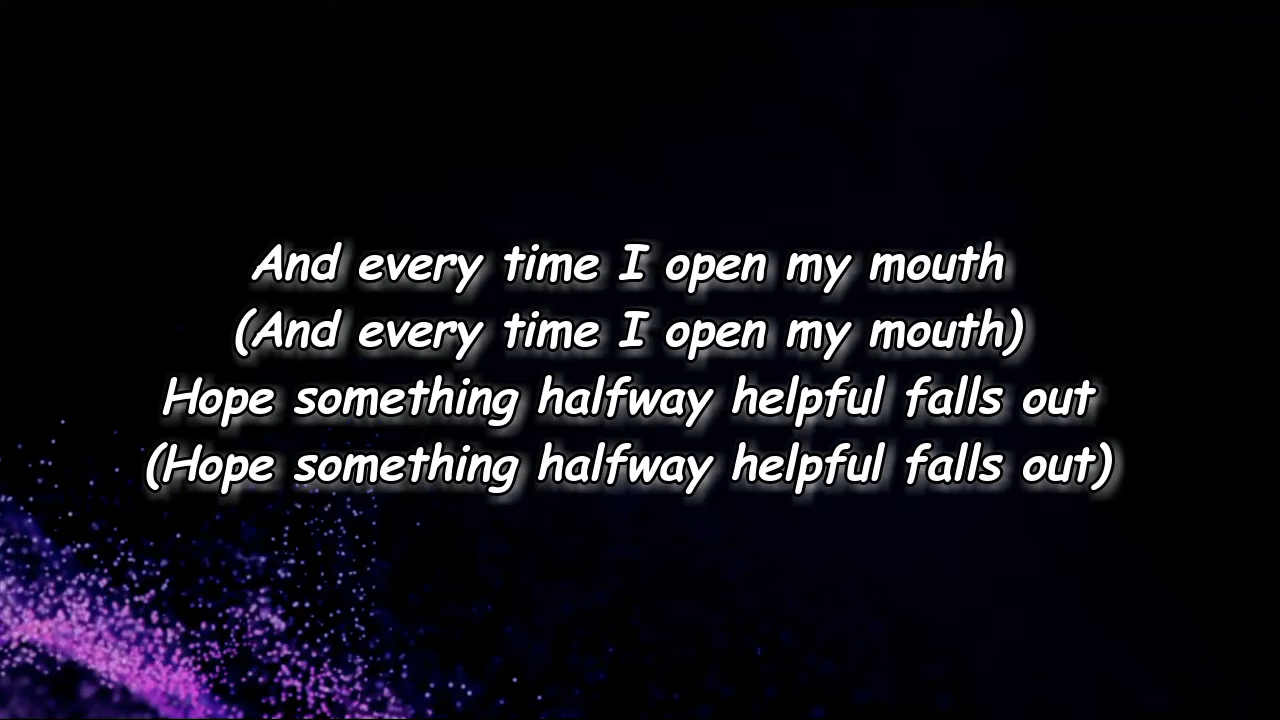 And every time I open my mouth
(And every time I open my mouth)
Hope something halfway helpful falls out
(Hope something halfway helpful falls out)